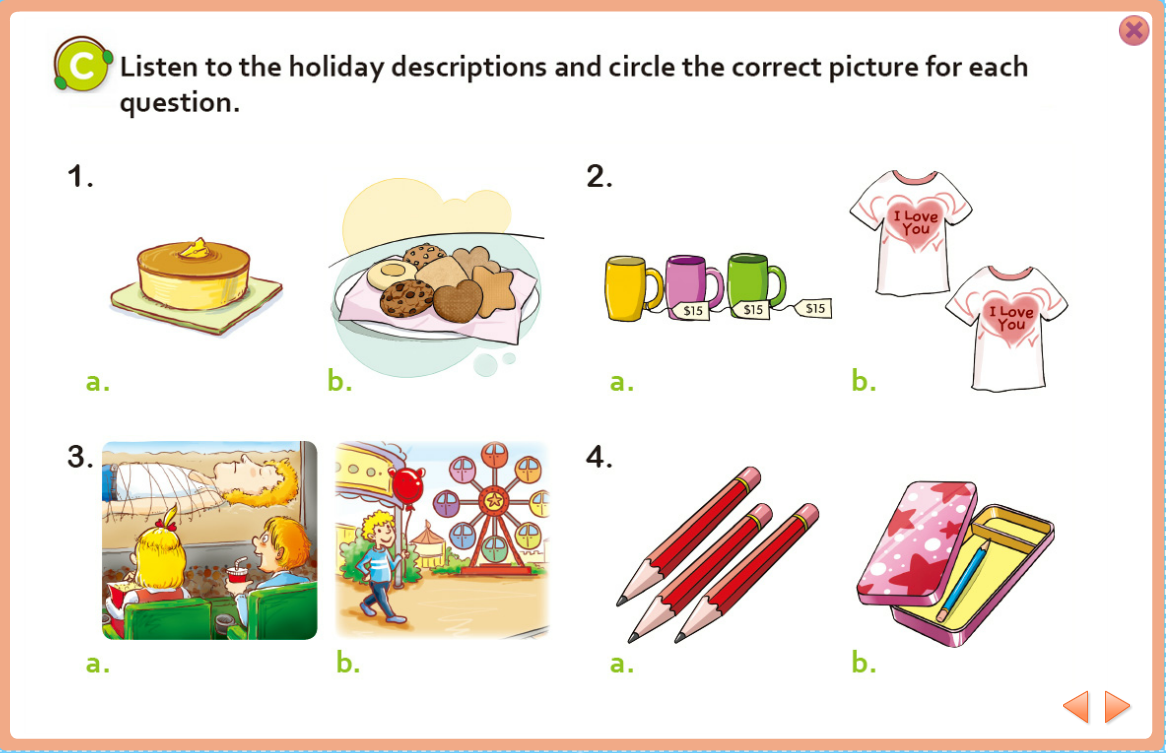 C Listen to the holiday descriptions and circle the correct picture for each
question.
1.
2.
I Love
You
I Love
You
$15
$15
$15
a.
b.
a.
b.
3.
4.
a.
b.
a.
b.